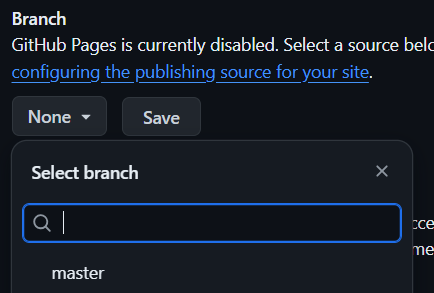 Branch
GitHub Pages is currently disabled. Select a source
configuring the publishing source for your site.
None
Save
Select branch
master